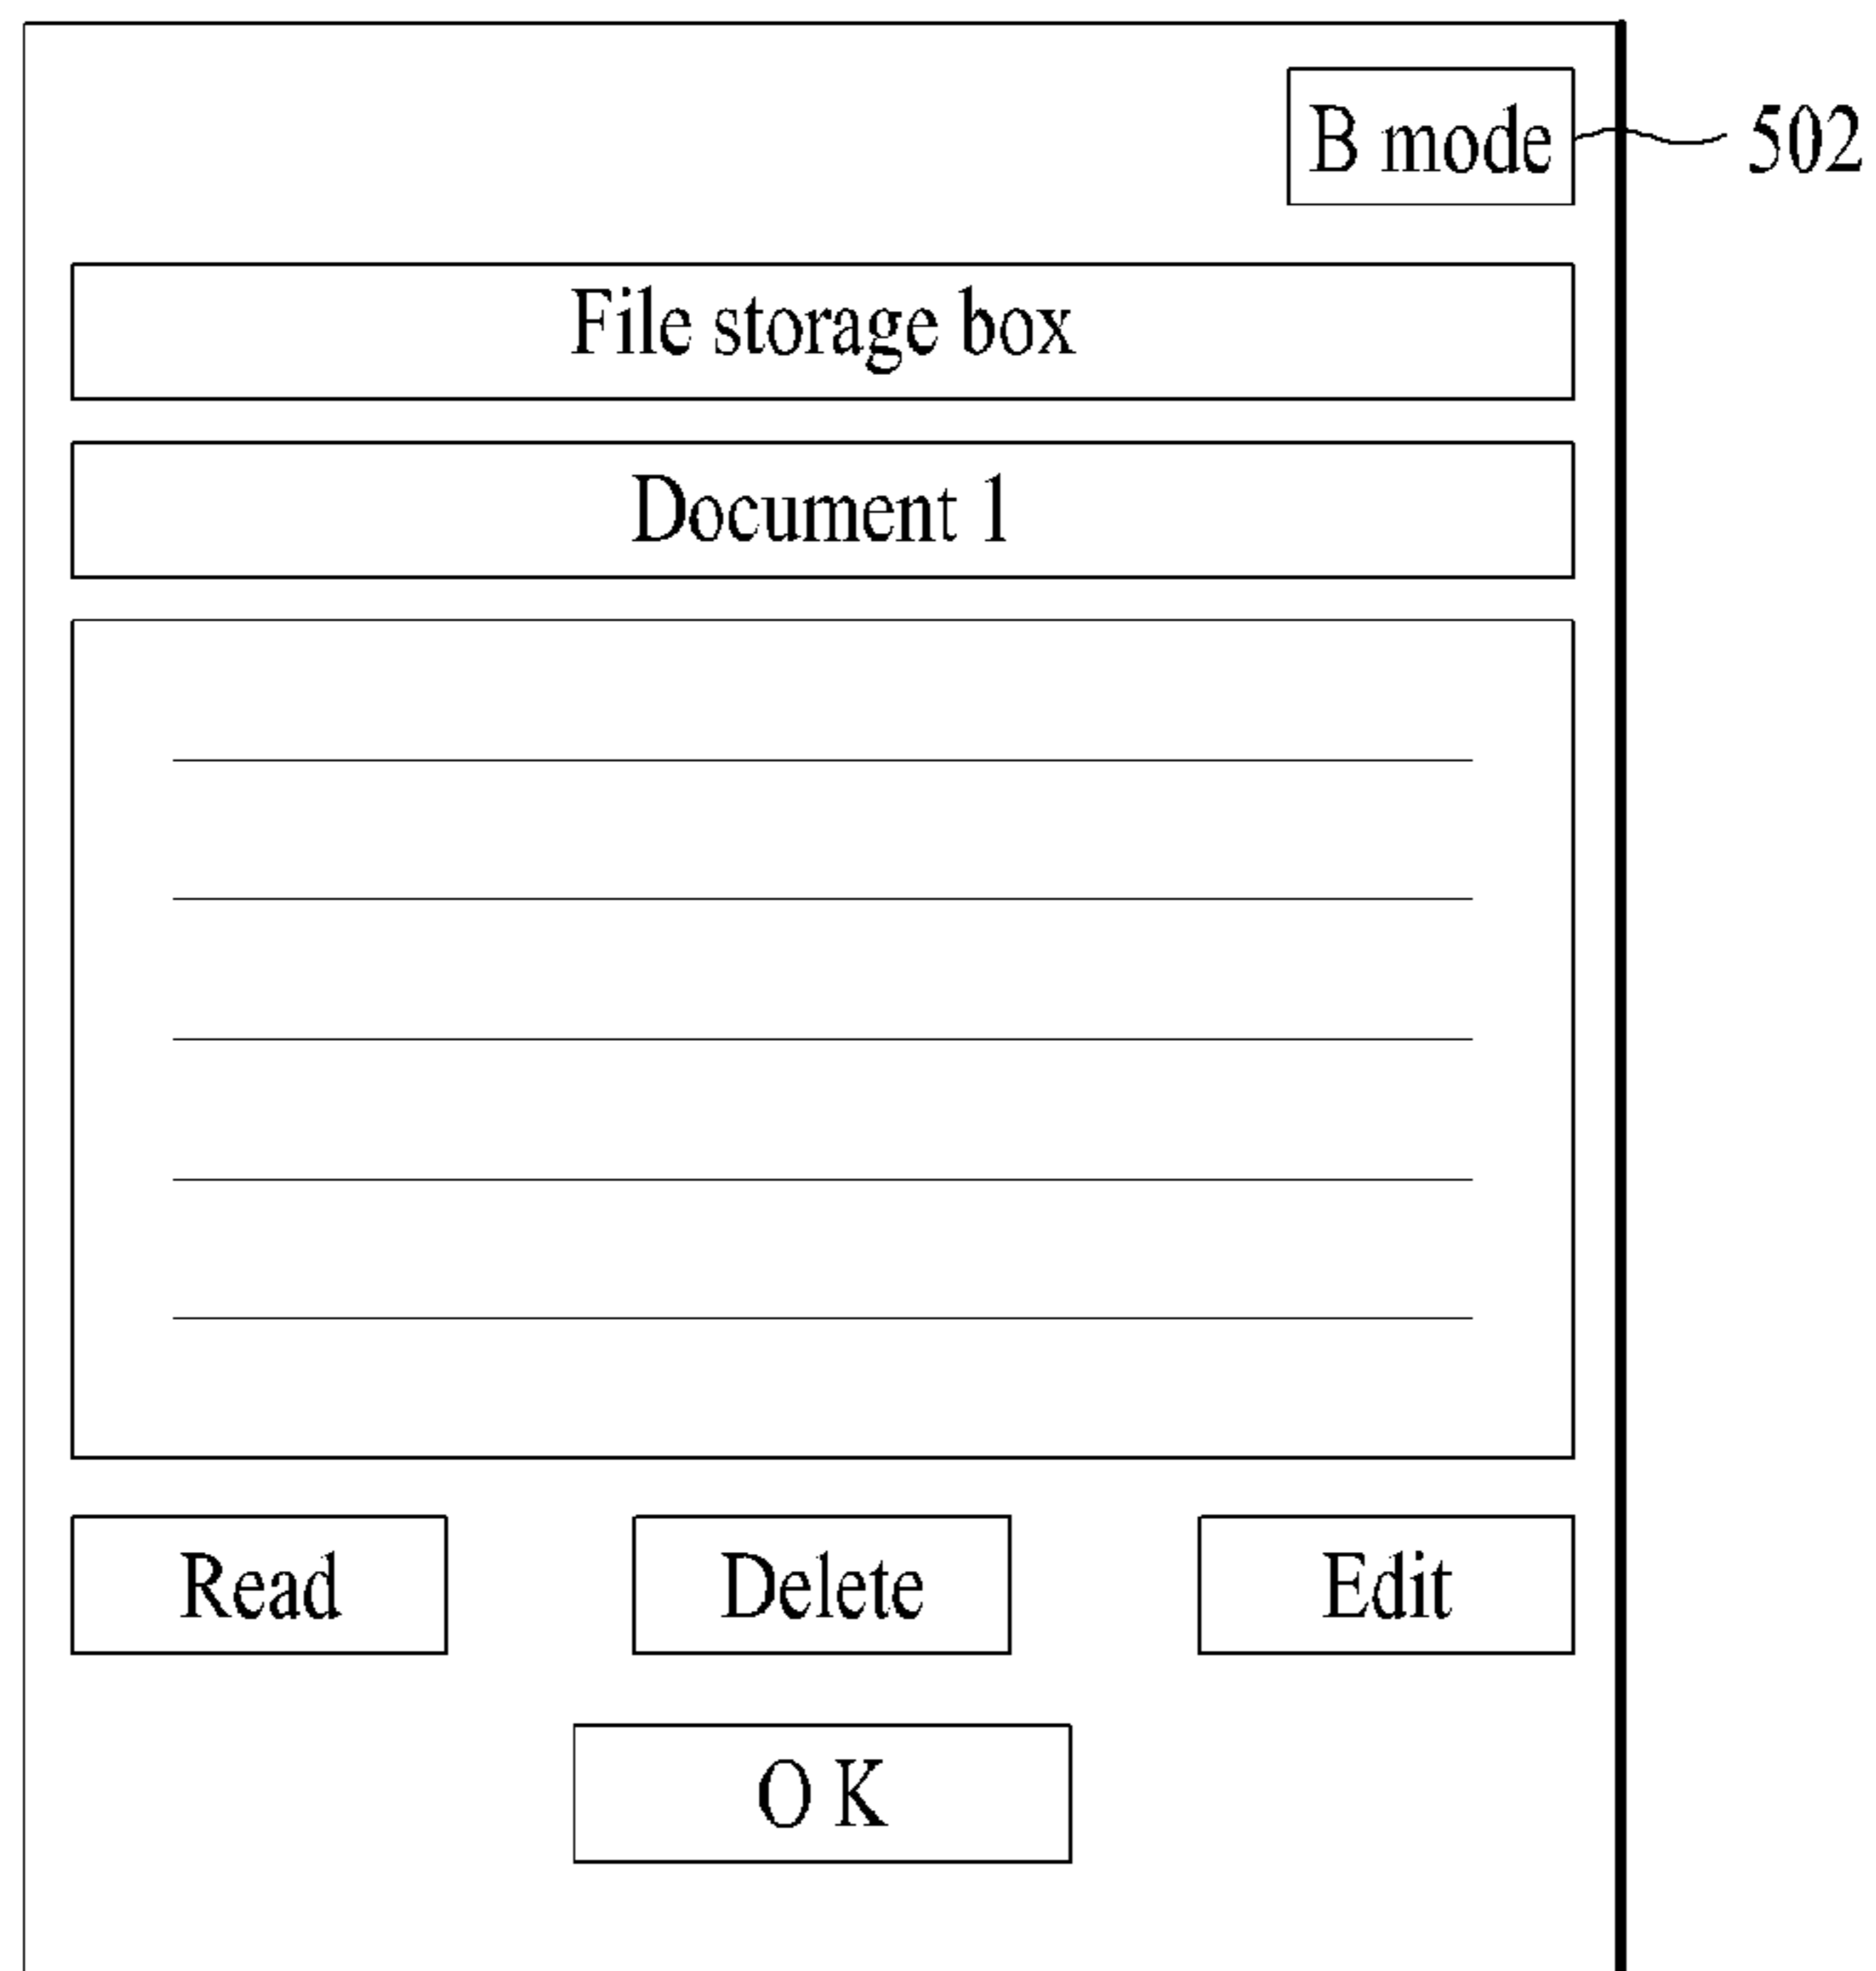 B mode 502
File storage box
Document 1
Read Delete Edit
O K